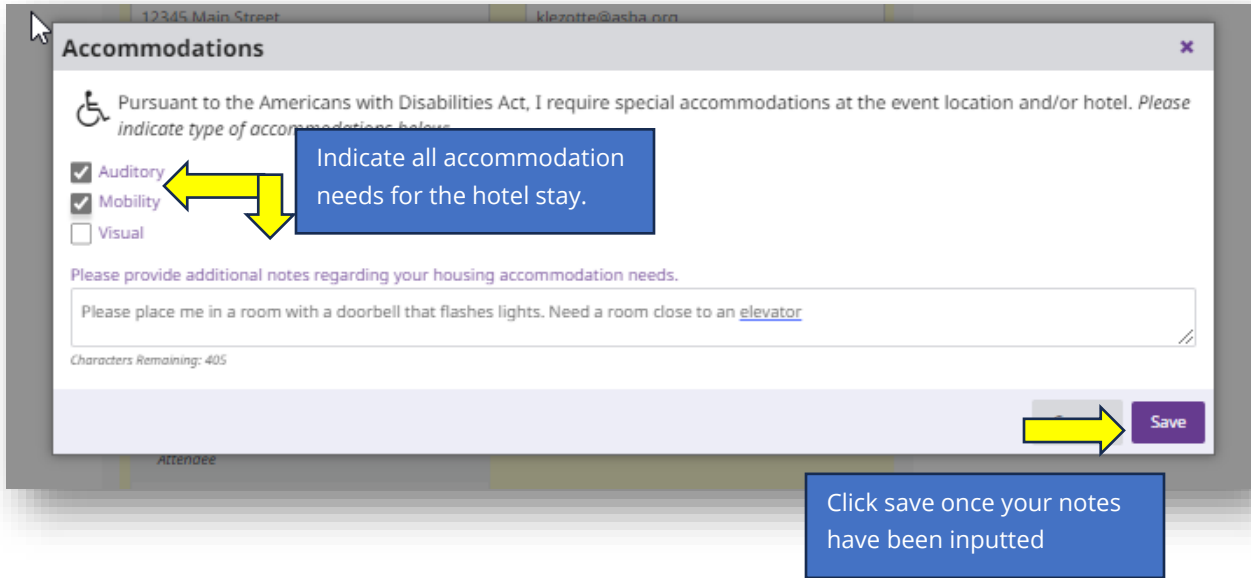 12345 Main Street klezotte@asha.org
Accommodations
Pursuant to the Americans with Disabilities Act, I require special accommodations at the event location and/or hotel. Please
indicate type of accommodations below.
Indicate all accommodation
needs for the hotel stay.
Auditory
Mobility
Visual
Please provide additional notes regarding your housing accommodation needs.
Please place me in a room with a doorbell that flashes lights. Need a room close to an elevator
Characters Remaining: 405
Save
Attendee
Click save once your notes
have been inputted